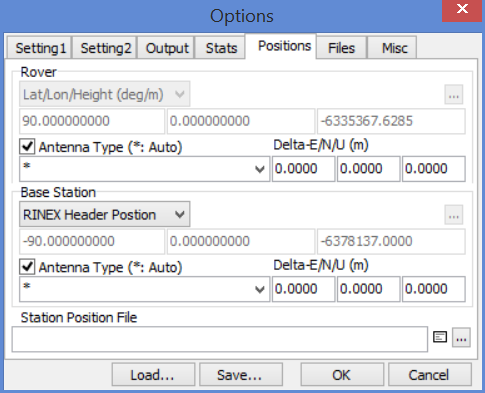 Options
Setting1 Setting2 Output Stats Positions Files Misc
Rover
Lat/Lon/Height (deg/m) ...
90.000000000 0.000000000 -6335367.6285
Antenna Type (*: Auto) Delta-E/N/U (m)
* 0.0000 0.0000 0.0000
Base Station
RINEX Header Postion ...
-90.000000000 0.000000000 -6378137.0000
Antenna Type (*: Auto) Delta-E/N/U (m)
* 0.0000 0.0000 0.0000
Station Position File
...
Load... Save... OK Cancel